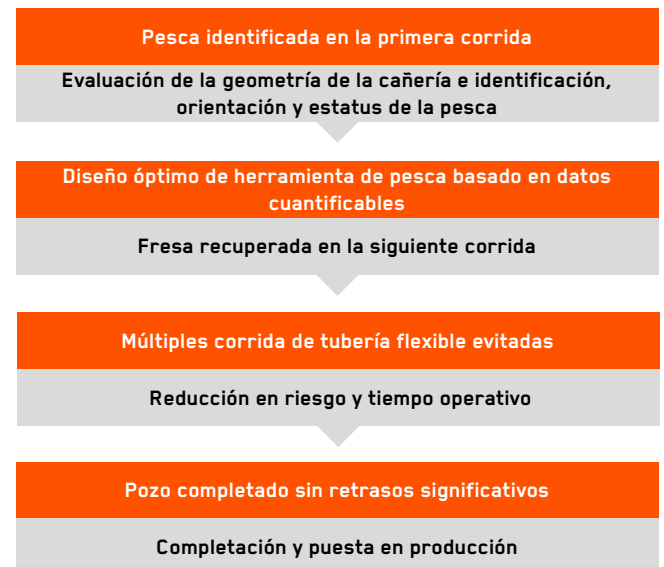 Pesca identificada en la primera corrida
Evaluación de la geometría de la cañería e identificación,
orientación y estatus de la pesca
Diseño óptimo de herramienta de pesca basado en datos
cuantificables
Fresa recuperada en la siguiente corrida
Múltiples corrida de tubería flexible evitadas
Reducción en riesgo y tiempo operativo
Pozo completado sin retrasos significativos
Completación y puesta en producción